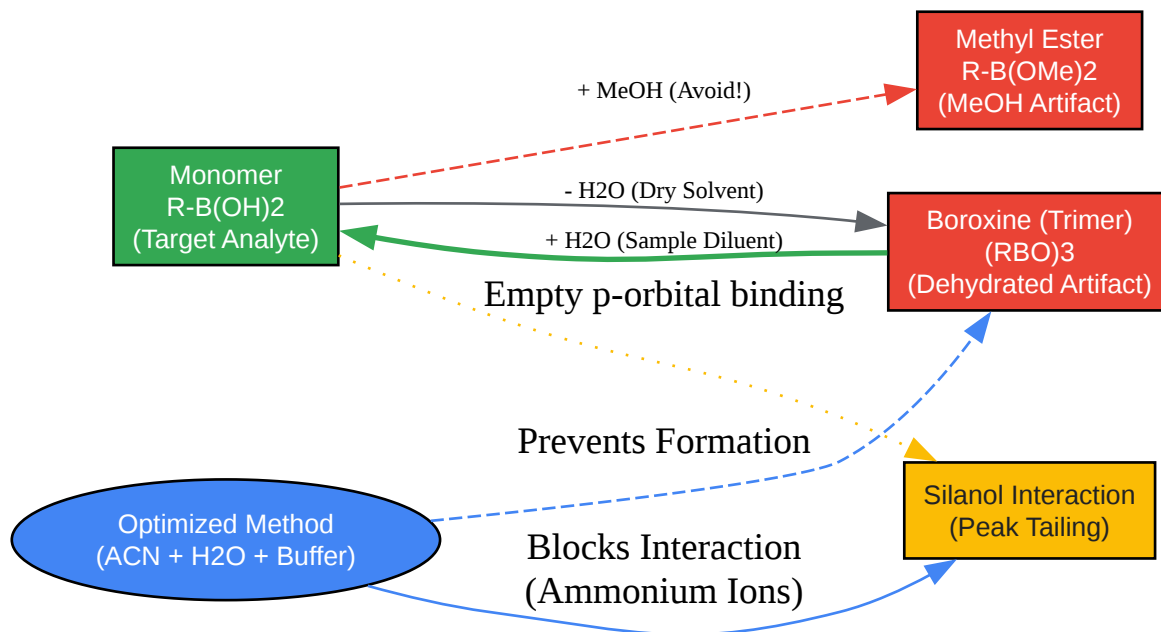 Methyl Ester
R-B(OMe)2
(MeOH Artifact)
+ MeOH (Avoid!)
Monomer
R-B(OH)2
(Target Analyte)
- H2O (Dry Solvent)
+ H2O (Sample Diluent)
Boroxine (Trimer)
(RBO)3
(Dehydrated Artifact)
Empty p-orbital binding
Prevents Formation
Silanol Interaction
(Peak Tailing)
Optimized Method
(ACN + H2O + Buffer)
Blocks Interaction
(Ammonium Ions)